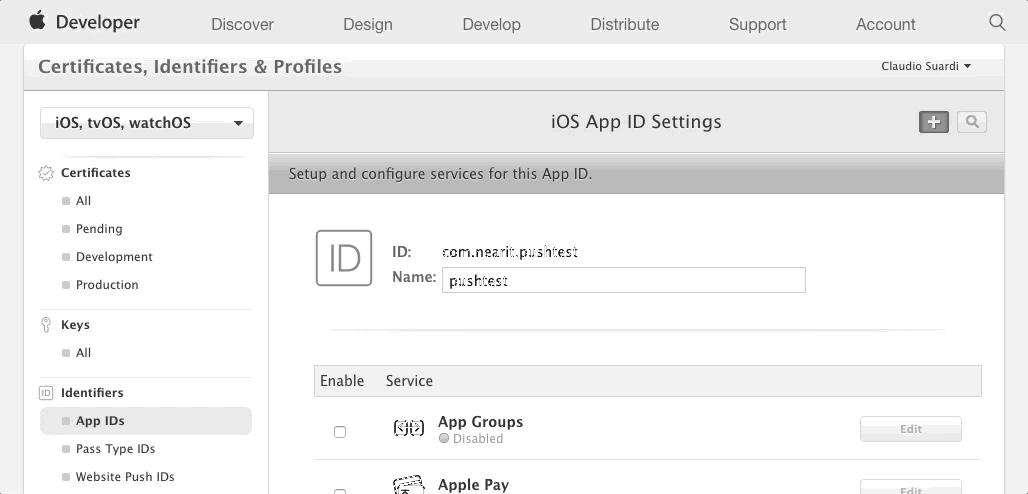 Developer Discover Design Develop Distribute Support Account
Certificates, Identifiers & Profiles
Claudio Suardi
iOS, tvOS, watchOS
iOS App ID Settings
Setup and configure services for this App ID.
Certificates
All
Pending
Development
Production
Keys
All
ID Identifiers
App IDs
Pass Type IDs
Website Push IDs
ID
ID: com.nearit.pushtest
Name: pushtest
Enable Service
App Groups
Disabled
Edit
Apple Pay
Edit